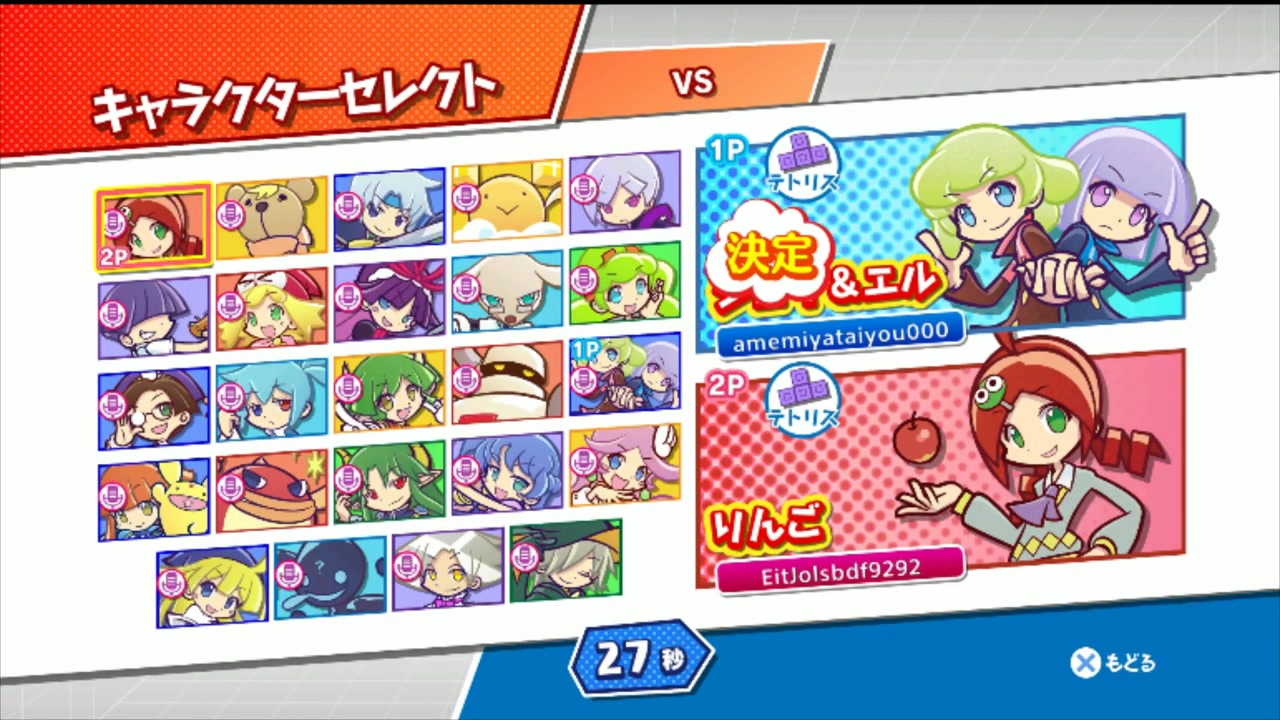 キャラクターセレクト
VS
1P
テトリス
決定
&エル
amemiyataiyou000
2P
1P
2P
テトリス
りんご
EitJolsbdf9292
?
27秒
もどる